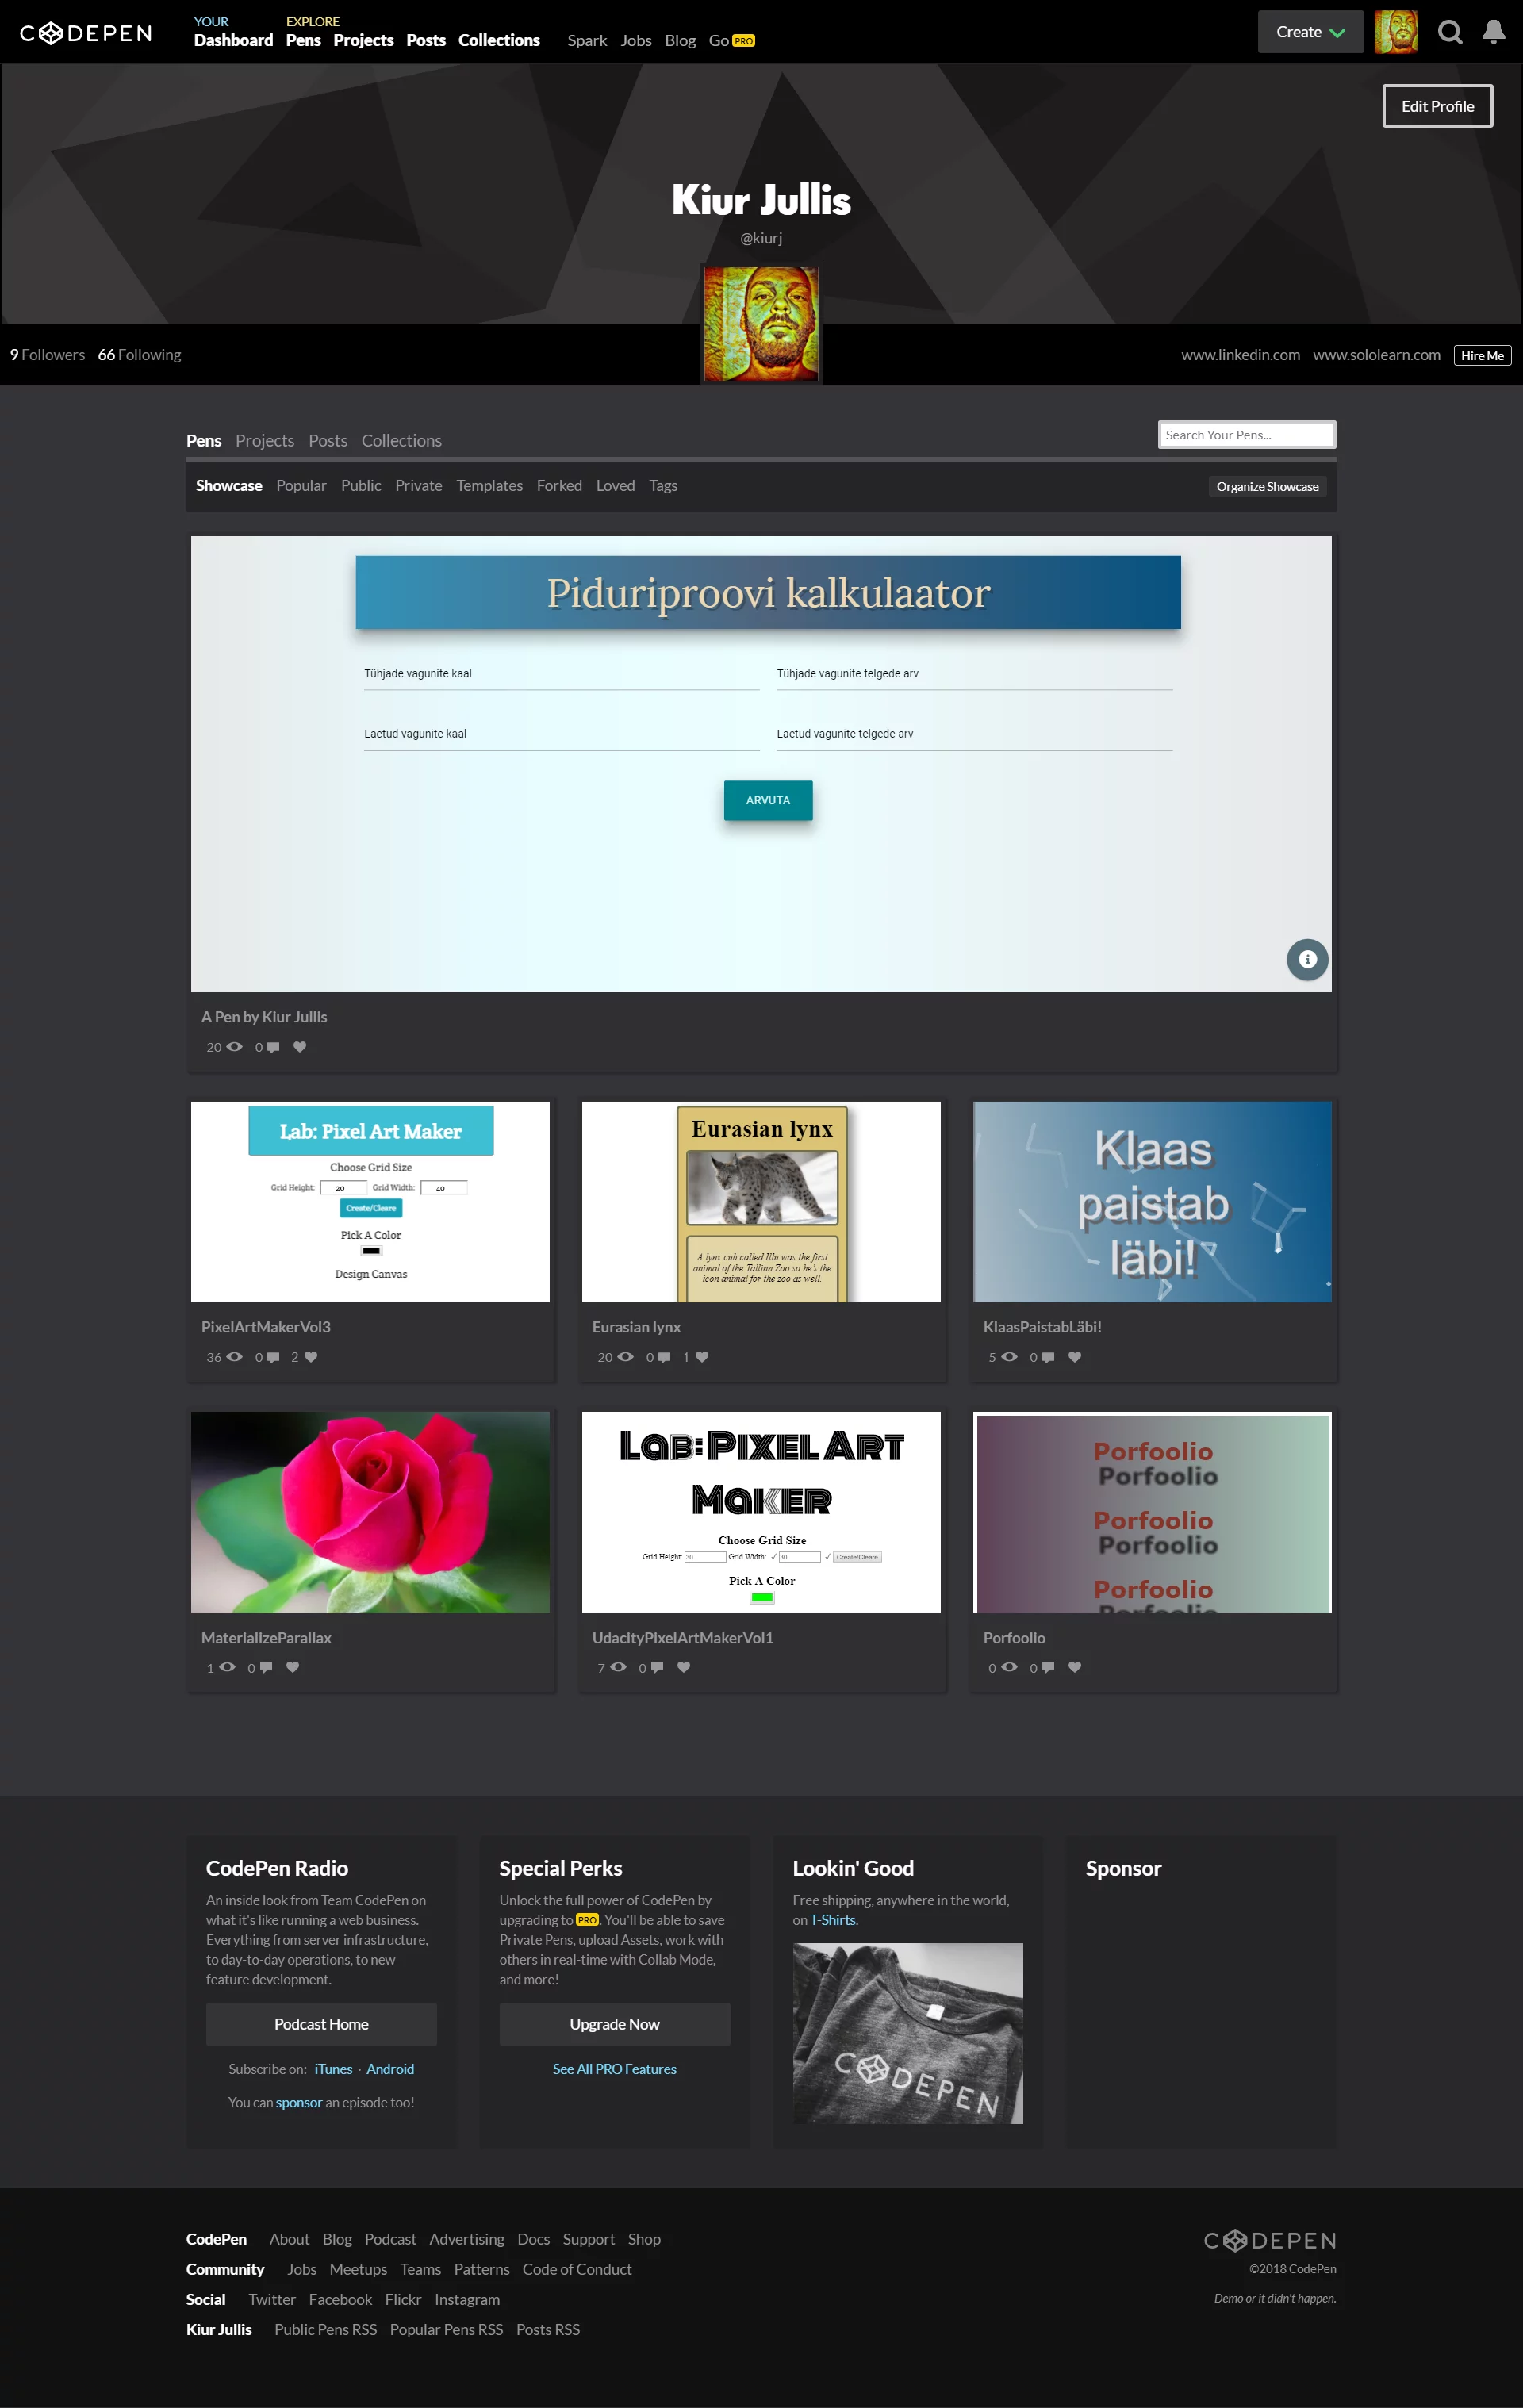 CODEPEN
YOUR
Dashboard
EXPLORE
Pens Projects Posts Collections Spark Jobs Blog Go PRO
Create
Edit Profile
Kiur Jullis
@kiurj
9 Followers 66 Following
www.linkedin.com www.sololearn.com Hire Me
Pens Projects Posts Collections
Search Your Pens...
Showcase Popular Public Private Templates Forked Loved Tags
Organize Showcase
Piduriproovi kalkulaator
Tühjade vagunite kaal
Tühjade vagunite telgede arv
Laetud vagunite kaal
Laetud vagunite telgede arv
ARVUTA
A Pen by Kiur Jullis
20 0
Lab: Pixel Art Maker
Choose Grid Size
Grid Height: 20 Grid Width: 40
Create/Cleare
Pick A Color
Design Canvas
PixelArtMakerVol3
36 0 2
Eurasian lynx
A lynx cub called Illu was the first
animal of the Tallinn Zoo so he's the
icon animal for the zoo as well.
Eurasian lynx
20 0 1
Klaas
paistab
läbi!
KlaasPaistabLäbi!
5 0
MaterializeParallax
1 0
Lab: Pixel Art
Maker
Choose Grid Size
Grid Height: 30 Grid Width: ✓ 30 ✓ Create/Cleare
Pick A Color
UdacityPixelArtMakerVol1
7 0
Porfoolio
Porfoolio
Porfoolio
Porfoolio
Porfoolio
Porfoolio
Porfoolio
0 0
CodePen Radio
An inside look from Team CodePen on
what it's like running a web business.
Everything from server infrastructure,
to day-to-day operations, to new
feature development.
Podcast Home
Subscribe on: iTunes · Android
You can sponsor an episode too!
Special Perks
Unlock the full power of CodePen by
upgrading to PRO. You'll be able to save
Private Pens, upload Assets, work with
others in real-time with Collab Mode,
and more!
Upgrade Now
See All PRO Features
Lookin' Good
Free shipping, anywhere in the world,
on T-Shirts.
CODEPEN
Sponsor
CodePen About Blog Podcast Advertising Docs Support Shop
Community Jobs Meetups Teams Patterns Code of Conduct
Social Twitter Facebook Flickr Instagram
Kiur Jullis Public Pens RSS Popular Pens RSS Posts RSS
CODEPEN
©2018 CodePen
Demo or it didn't happen.